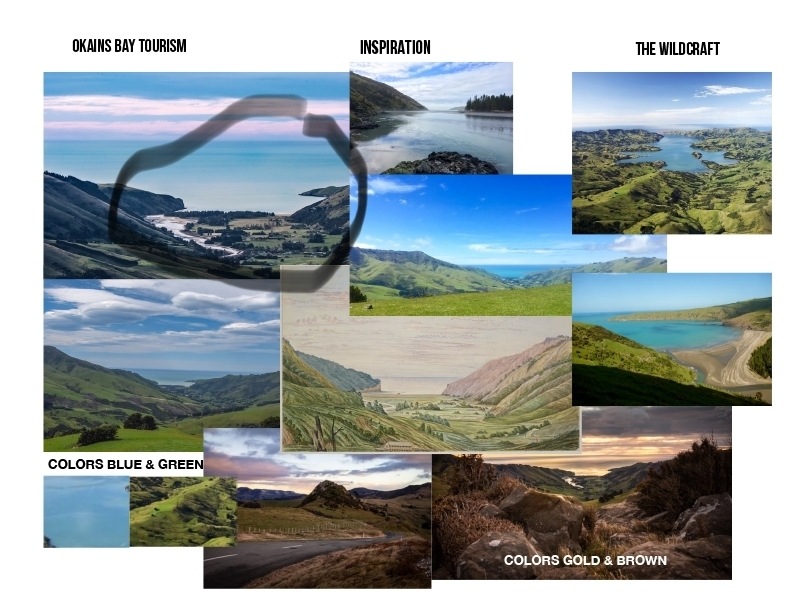 OKAINS BAY TOURISM
INSPIRATION
THE WILDCRAFT
COLORS BLUE & GREEN
COLORS GOLD & BROWN